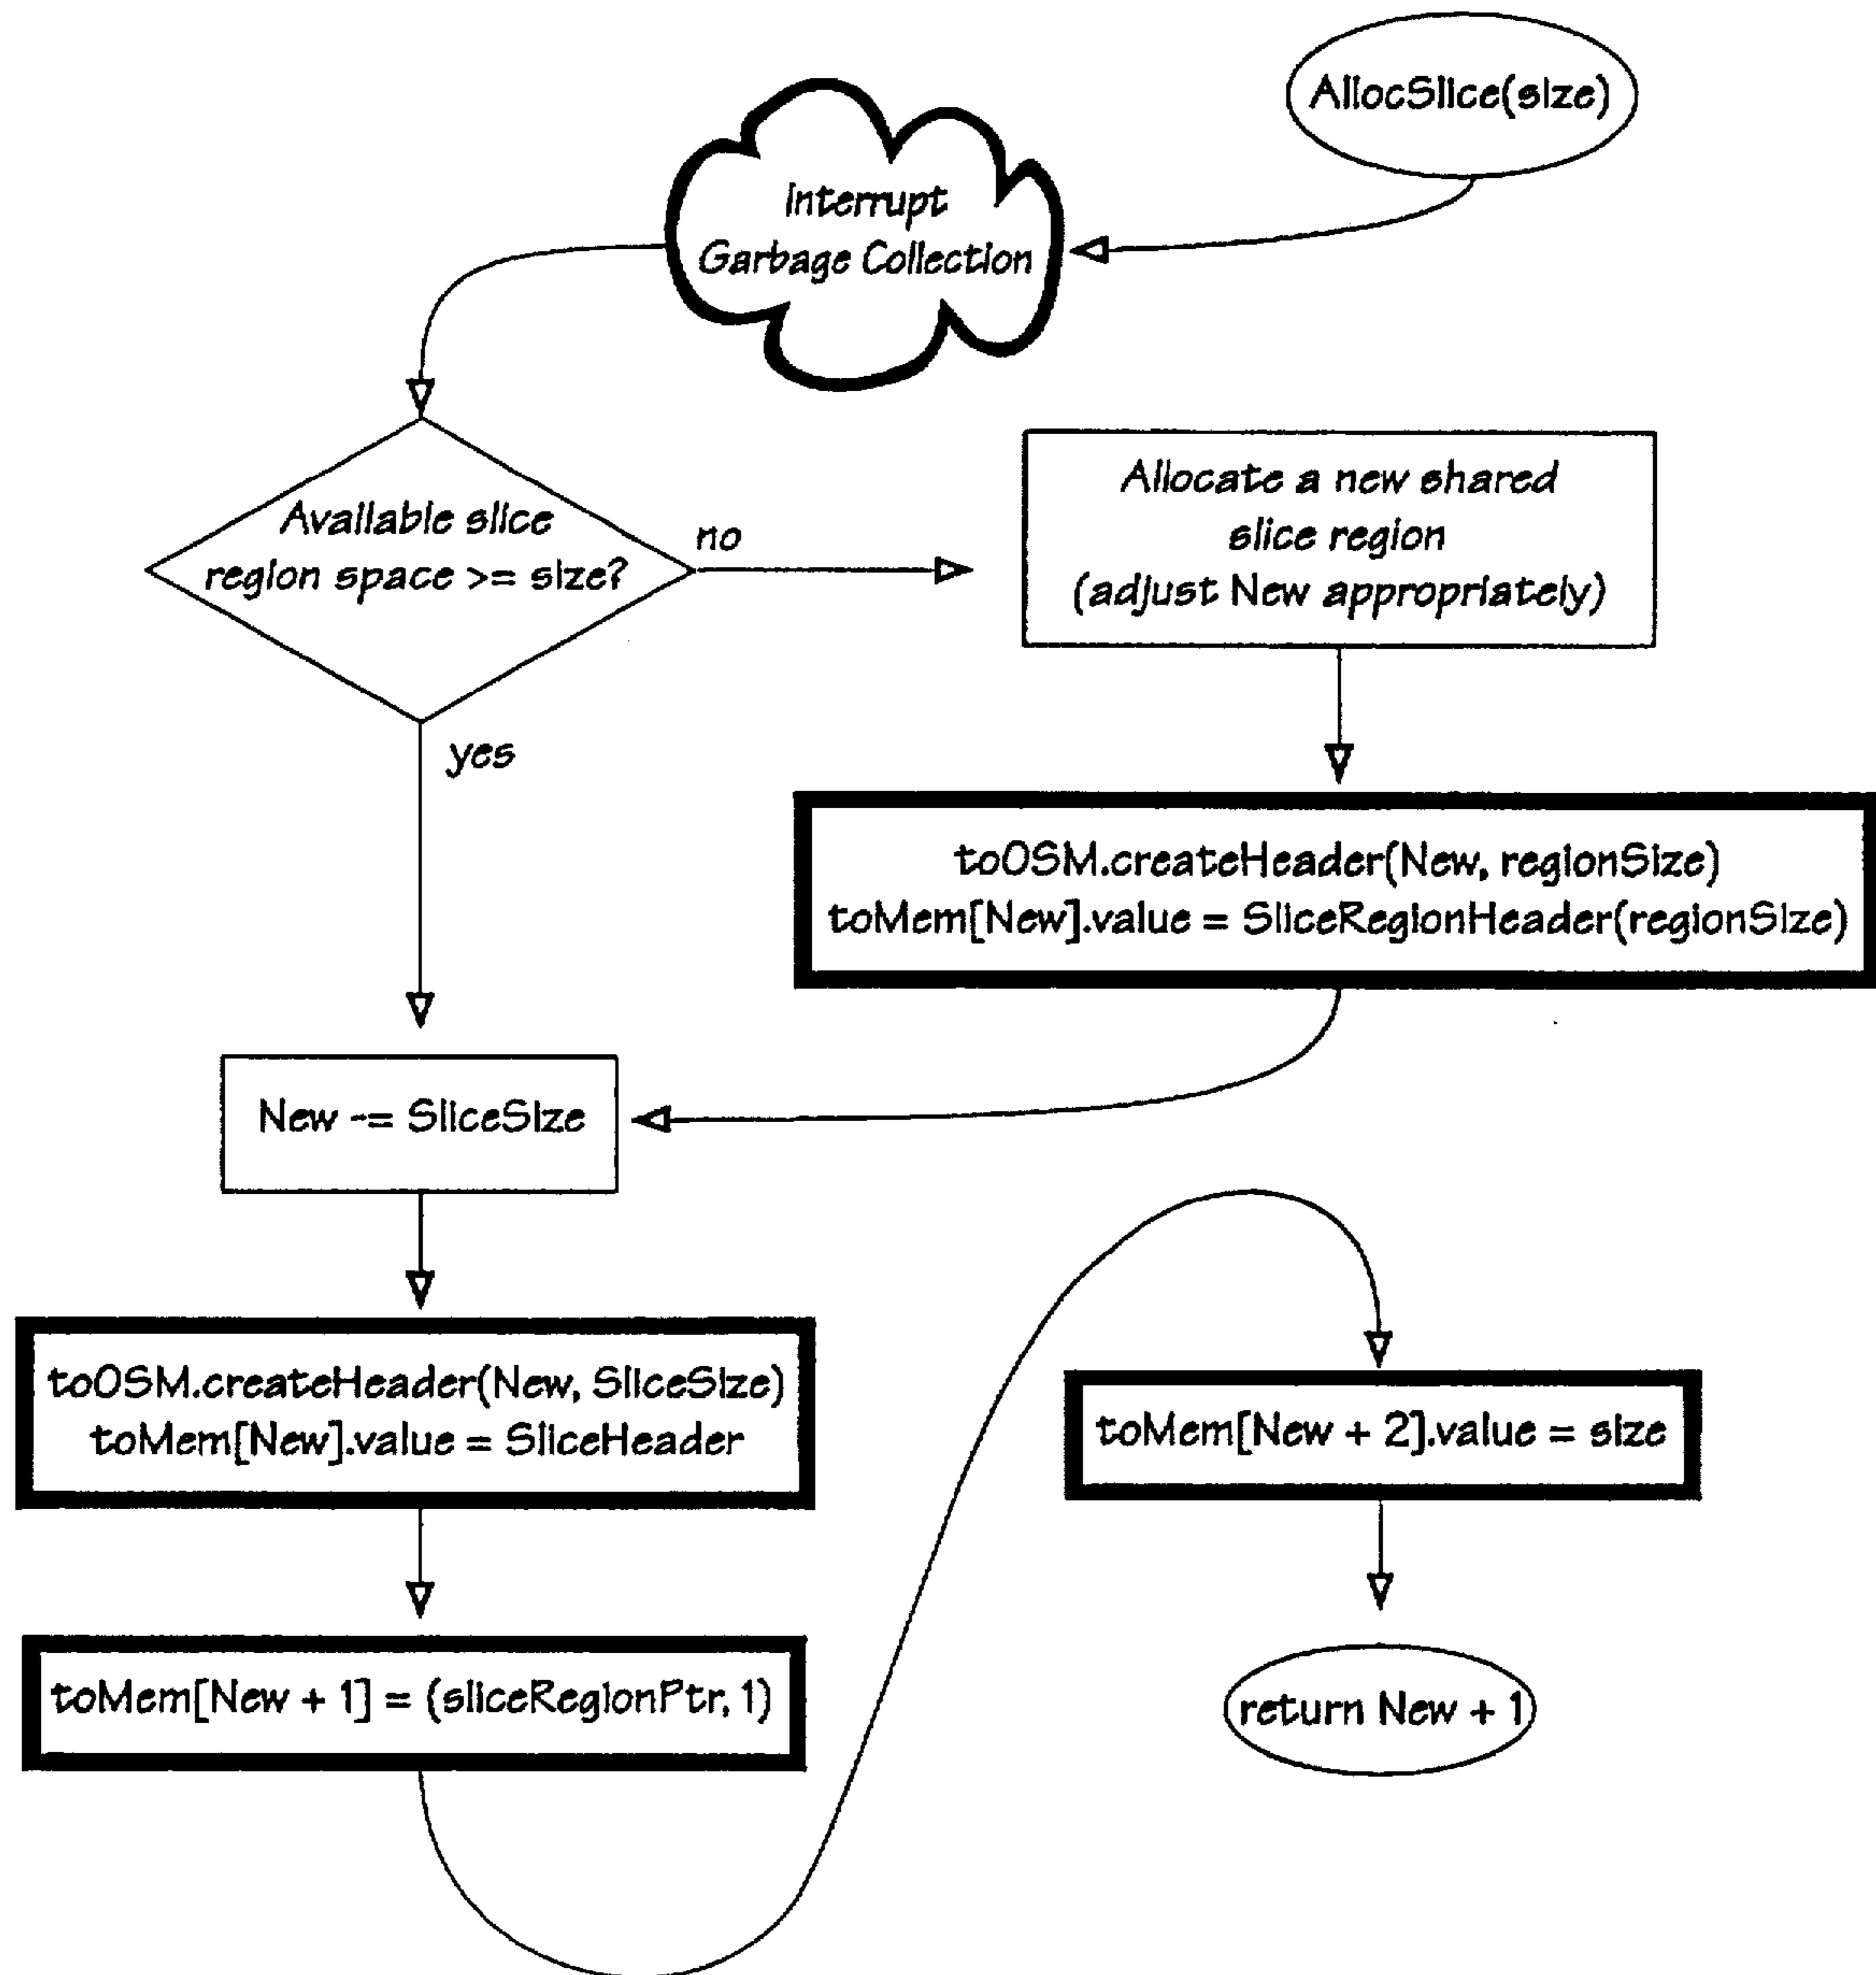 AllocSlice(size)
Interrupt
Garbage Collection
Available slice
region space >= size?
no
yes
Allocate a new shared
slice region
(adjust New appropriately)
toOSM.createHeader(New, regionSize)
toMem[New].value = SliceRegionHeader(regionSize)
New -= SliceSize
toOSM.createHeader(New, SliceSize)
toMem[New].value = SliceHeader
toMem[New + 1] = (sliceRegionPtr, 1)
toMem[New + 2].value = size
return New + 1